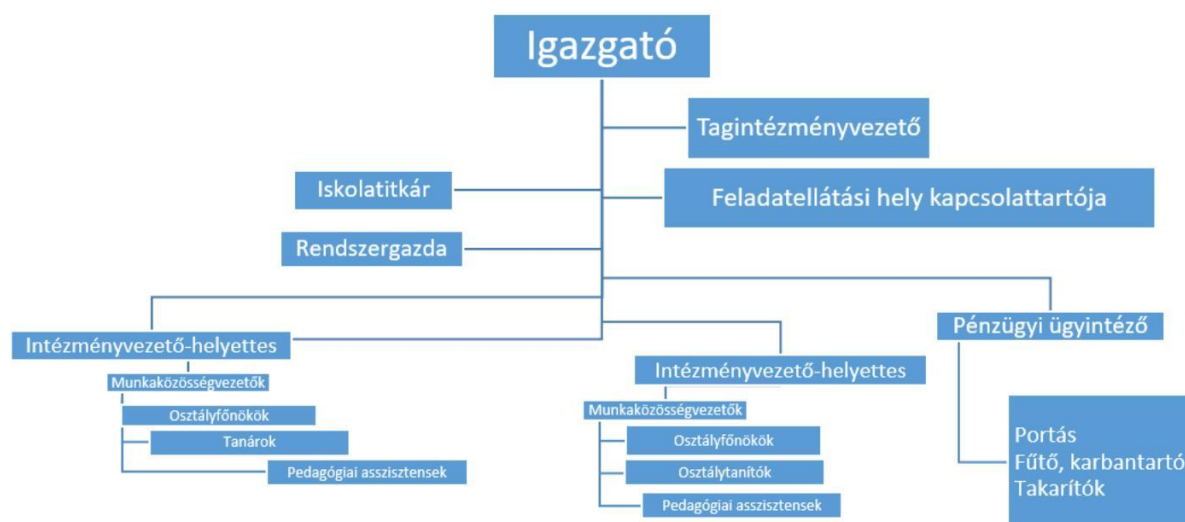 Igazgató
Tagintézményvezető
Iskolatitkár
Feladatellátási hely kapcsolattartója
Rendszergazda
Intézményvezető-helyettes
Munkaközösségvezetők
Osztályfőnökök
Tanárok
Pedagógiai asszisztensek
Intézményvezető-helyettes
Munkaközösségvezetők
Osztályfőnökök
Osztálytanítók
Pedagógiai asszisztensek
Pénzügyi ügyintéző
Portás
Fűtő, karbantartó
Takarítók